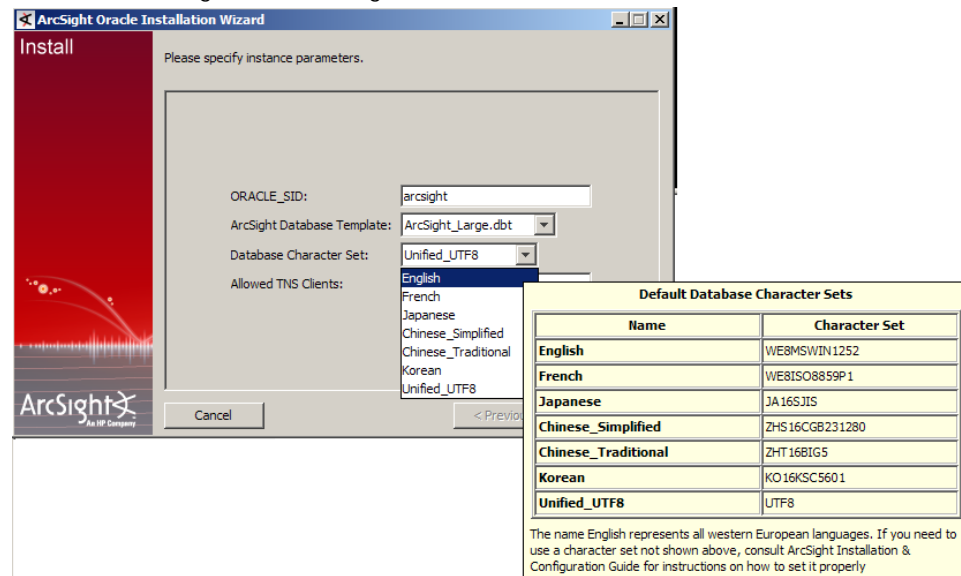 ArcSight Oracle Installation Wizard
Install
Please specify instance parameters.
ORACLE_SID: arcsight
ArcSight Database Template: ArcSight_Large.dbt
Database Character Set: Unified_UTF8
Allowed TNS Clients:
English
French
Japanese
Chinese_Simplified
Chinese_Traditional
Korean
Unified_UTF8
ArcSight
An HP Company
Cancel
Default Database Character Sets
Name Character Set
English WE8MSWIN1252
French WE8ISO8859P1
Japanese JA16SJIS
Chinese_Simplified ZHS16CGB231280
Chinese_Traditional ZHT16BIG5
Korean KO16KSC5601
Unified_UTF8 UTF8
The name English represents all western European languages. If you need to
use a character set not shown above, consult ArcSight Installation &
Configuration Guide for instructions on how to set it properly